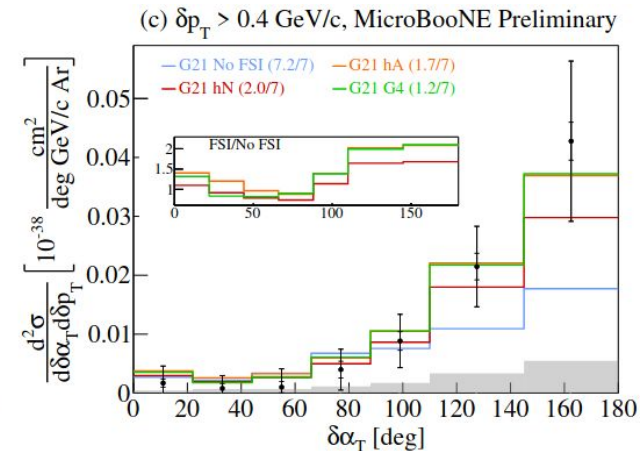 (c) δp_T > 0.4 GeV/c, MicroBooNE Preliminary
G21 No FSI (7.2/7) G21 hA (1.7/7)
G21 hN (2.0/7) G21 G4 (1.2/7)
FSI/No FSI
2
1.5
1
0 50 100 150
0.05
0.04
0.03
0.02
0.01
0
d²σ/dδα_T dδp_T [10⁻³⁸ cm²/deg GeV/c Ar]
0 20 40 60 80 100 120 140 160 180
δα_T [deg]